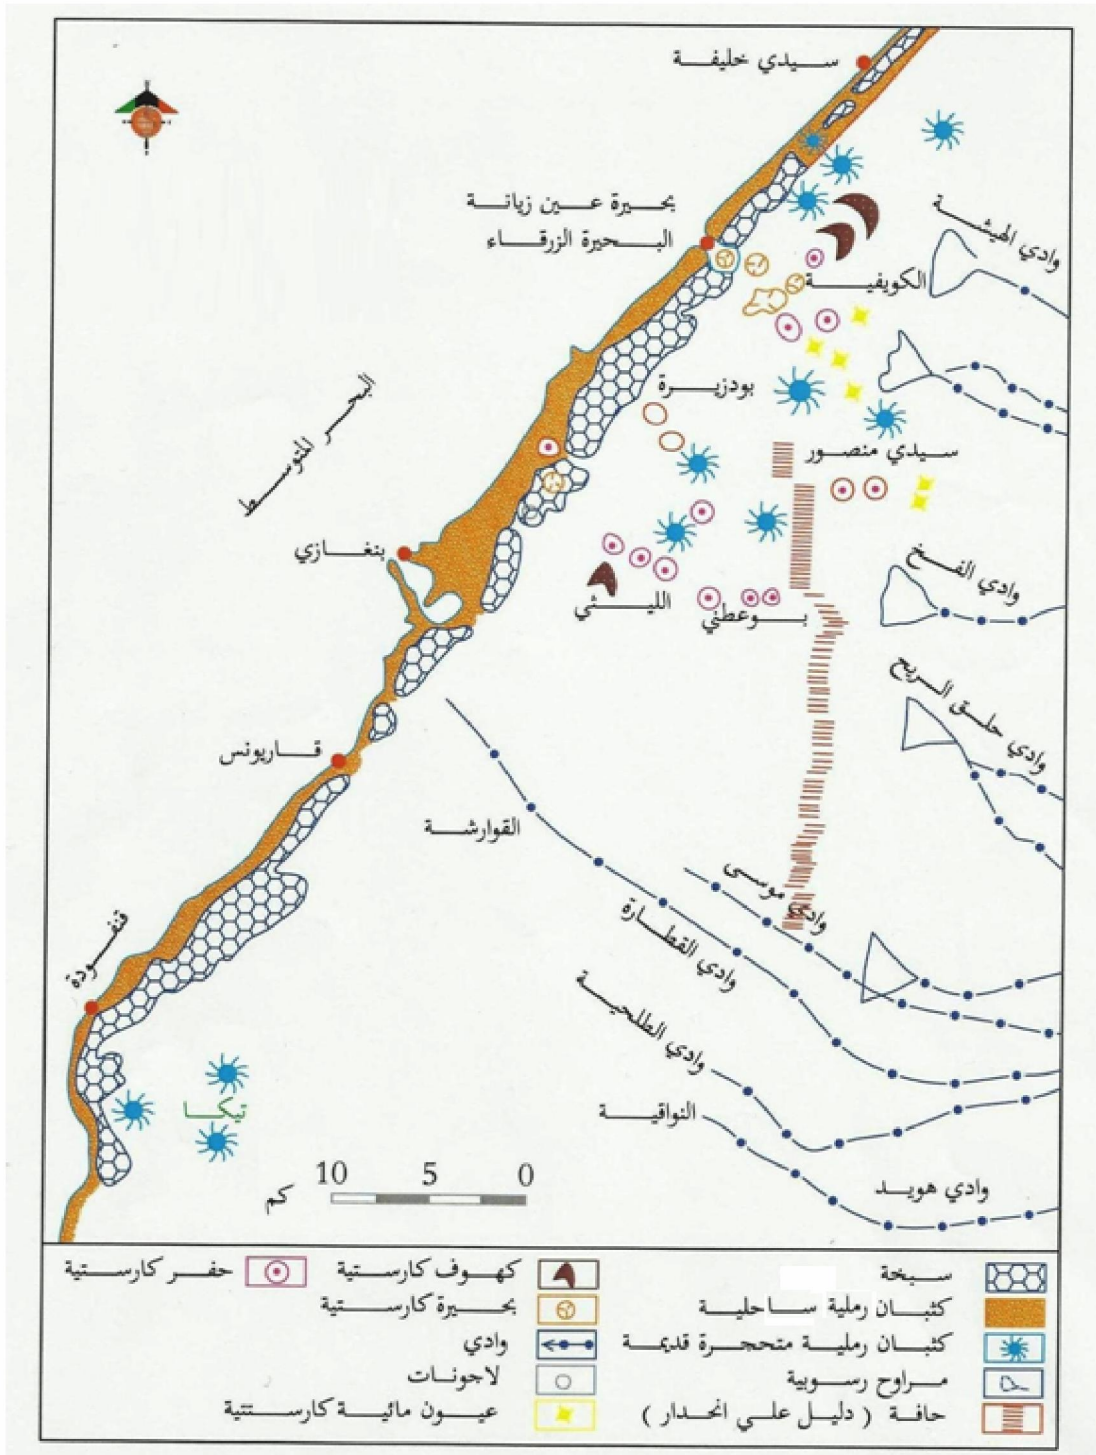 سيدي خليفة
بحيرة عين زيانة
البحيرة الزرقاء
وادي الهيشة
الكويفية
بودزيرة
البحر المتوسط
سيدي منصور
بنغازي
وادي الفخ
الليثي
بوعطني
وادي حلق الريح
قاريونس
القوارشة
وادي موسى
وادي القطارة
قنفودة
وادي الطلحية
تيكا
النواقية
وادي هويد
10 5 0
كم
سبخة
كثبان رملية ساحلية
كثبان رملية متحجرة قديمة
مراوح رسوبية
حافة ( دليل علي انحدار )
كهوف كارستية
بحيرة كارستية
وادي
لاجونات
عيون مائية كارستتية
حفر كارستية